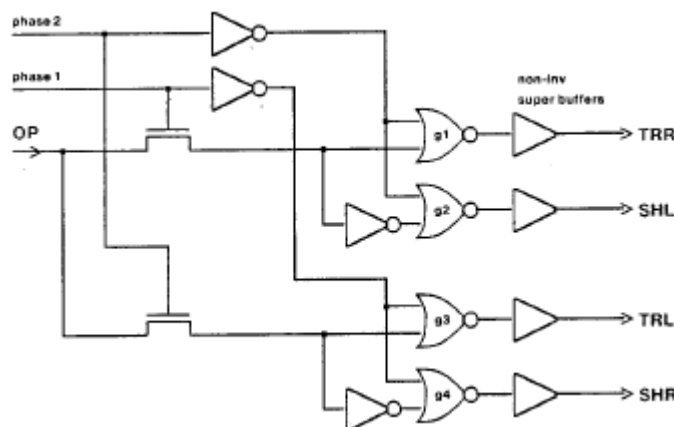 phase 2
phase 1
non-inv
super buffers
OP
g1
TRR
g2
SHL
g3
TRL
g4
SHR